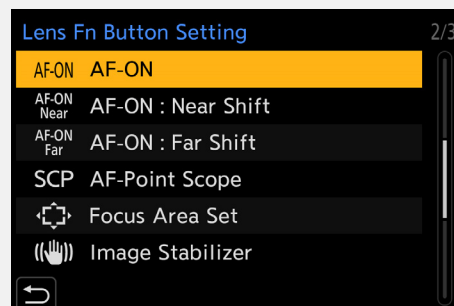 Lens Fn Button Setting 2/3
AF-ON AF-ON
AF-ON Near AF-ON : Near Shift
AF-ON Far AF-ON : Far Shift
SCP AF-Point Scope
Focus Area Set
Image Stabilizer